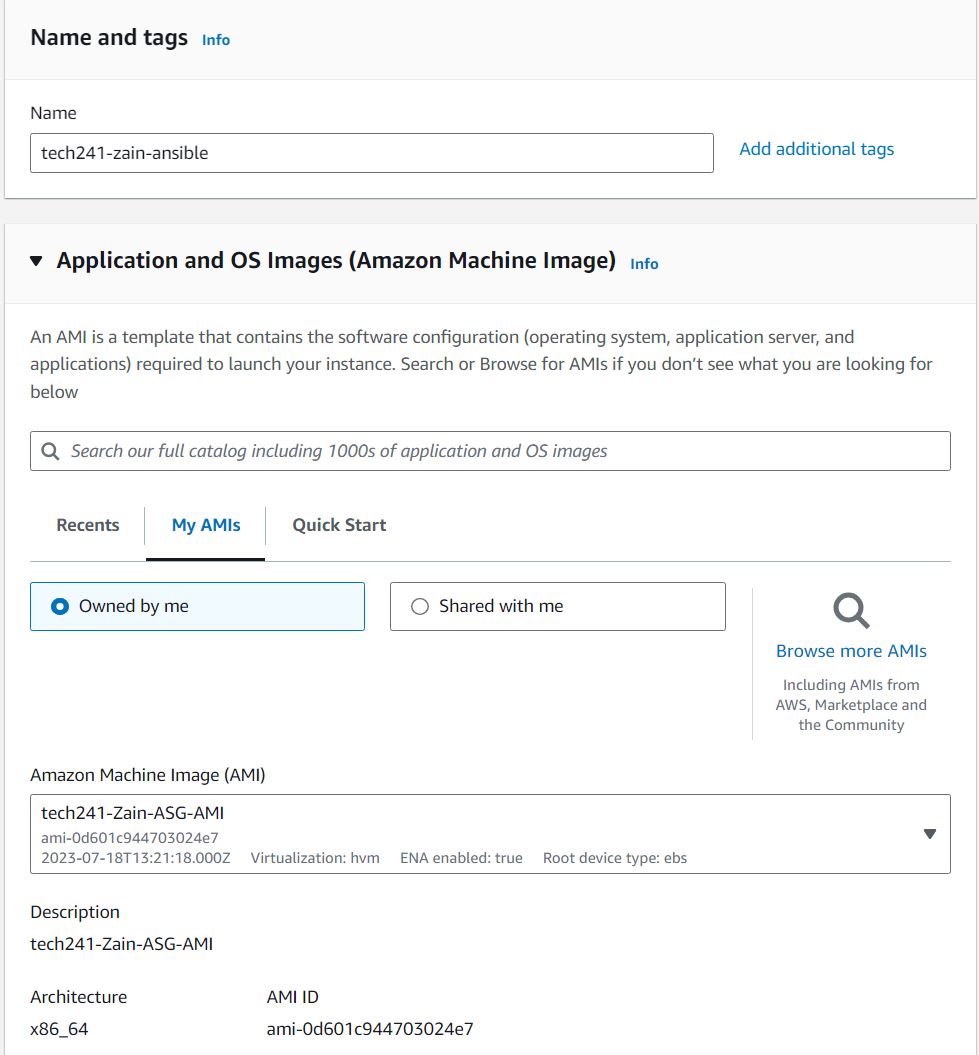 Name and tags Info
Name
tech241-zain-ansible
Add additional tags
Application and OS Images (Amazon Machine Image) Info
An AMI is a template that contains the software configuration (operating system, application server, and
applications) required to launch your instance. Search or Browse for AMIs if you don’t see what you are looking for
below
Search our full catalog including 1000s of application and OS images
Recents My AMIs Quick Start
Owned by me Shared with me
Browse more AMIs
Including AMIs from
AWS, Marketplace and
the Community
Amazon Machine Image (AMI)
tech241-Zain-ASG-AMI
ami-0d601c944703024e7
2023-07-18T13:21:18.000Z Virtualization: hvm ENA enabled: true Root device type: ebs
Description
tech241-Zain-ASG-AMI
Architecture AMI ID
x86_64 ami-0d601c944703024e7